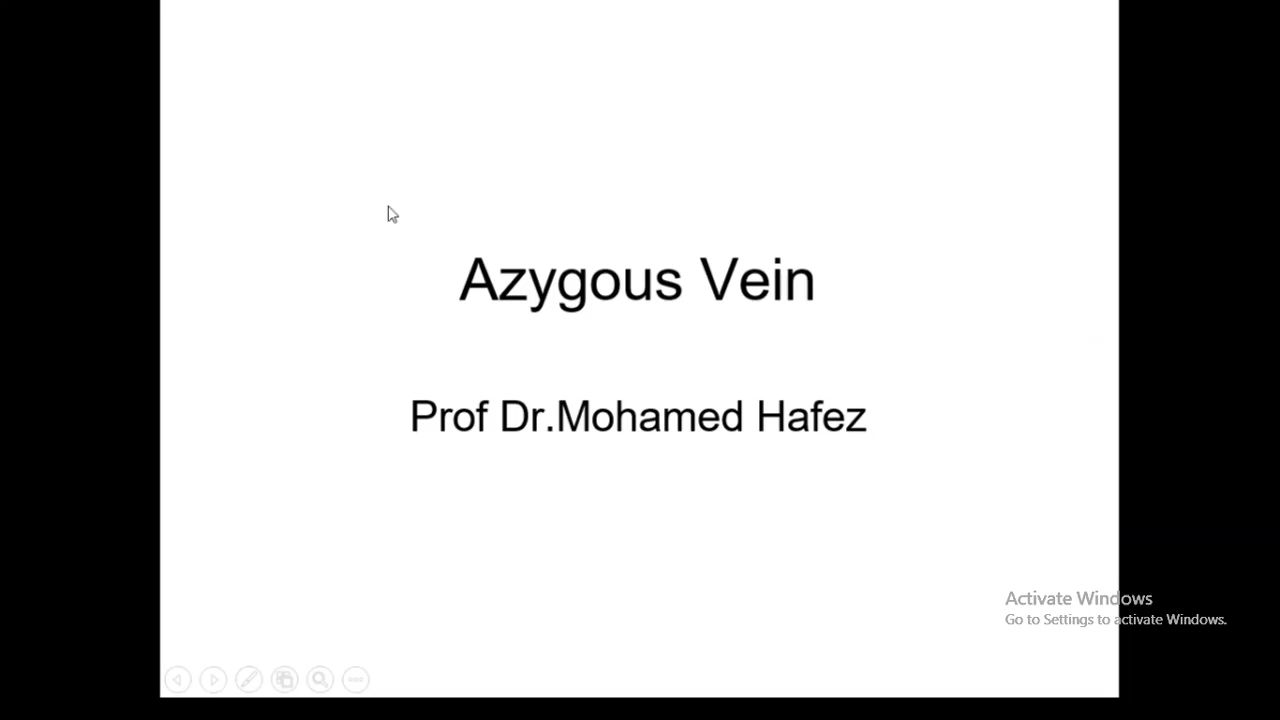 Azygous Vein
Prof Dr.Mohamed Hafez
Activate Windows
Go to Settings to activate Windows.